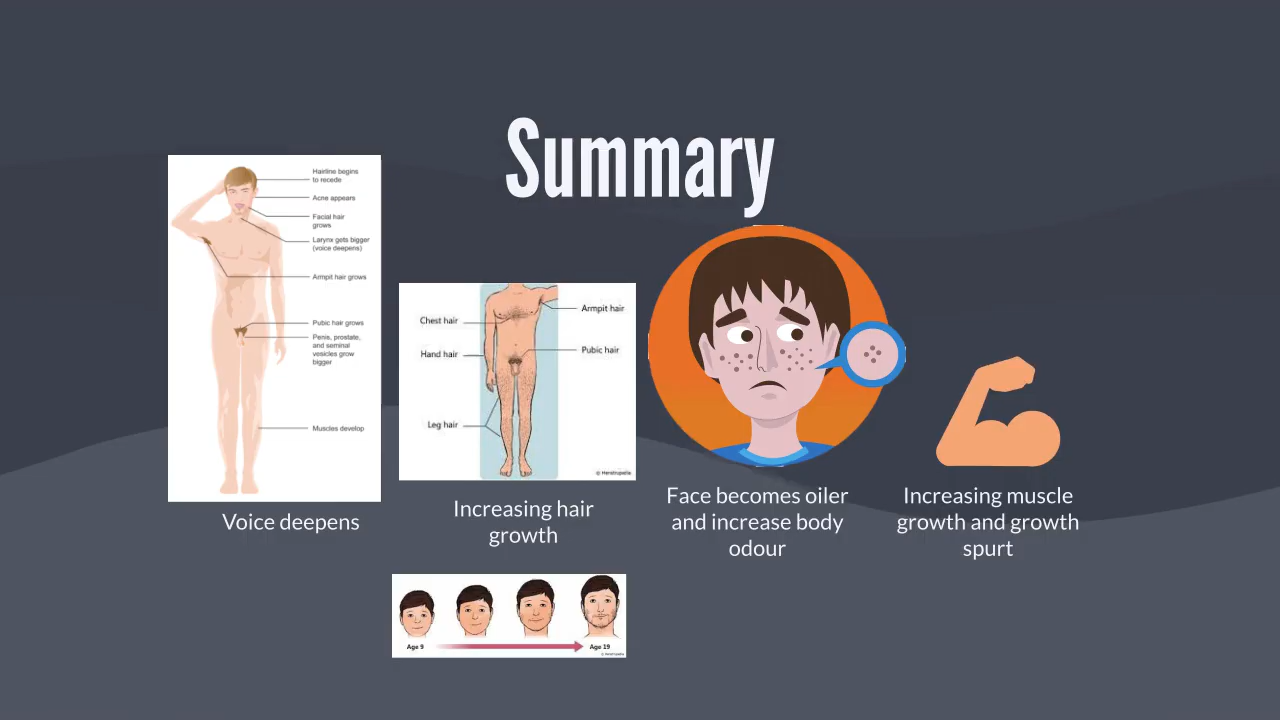 Summary
Hairline begins
to recede
Acne appears
Facial hair
grows
Larynx gets bigger
(voice deepens)
Armpit hair grows
Pubic hair grows
Penis, prostate,
and seminal
vesicles grow
bigger
Muscles develop
Voice deepens
Chest hair
Hand hair
Leg hair
Armpit hair
Pubic hair
© Menstrupedia
Increasing hair
growth
Age 9
Age 19
© Menstrupedia
Face becomes oiler
and increase body
odour
Increasing muscle
growth and growth
spurt